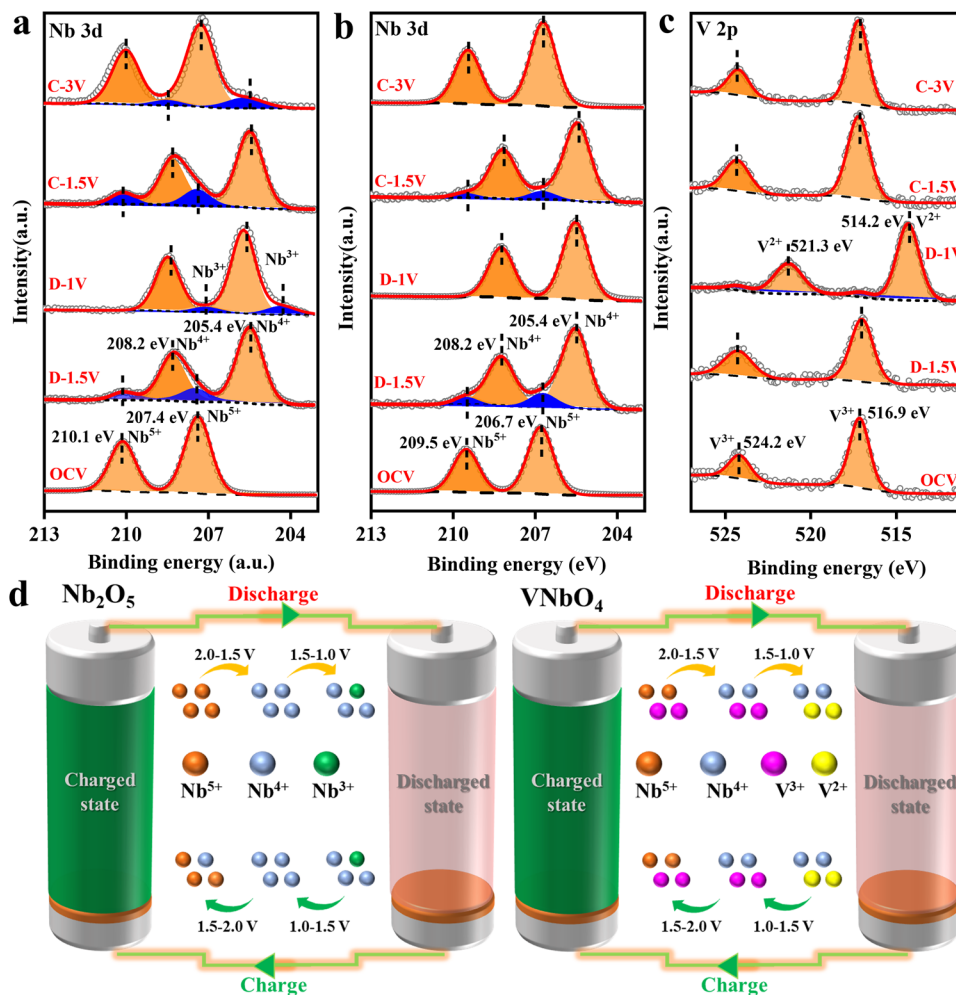 a
Nb 3d
C-3V
C-1.5V
D-1V
Nb3+
Nb3+
205.4 eV Nb4+
208.2 eV Nb4+
D-1.5V
207.4 eV
210.1 eV Nb5+ Nb5+
OCV
Intensity(a.u.)
213 210 207 204
Binding energy (a.u.)
b
Nb 3d
C-3V
C-1.5V
D-1V
205.4 eV Nb4+
208.2 eV Nb4+
D-1.5V
206.7 eV Nb5+
209.5 eV Nb5+
OCV
Intensity(a.u.)
213 210 207 204
Binding energy (eV)
c
V 2p
C-3V
C-1.5V
514.2 eV V2+
V2+ 521.3 eV D-1V
D-1.5V
V3+ 516.9 eV
V3+ 524.2 eV
OCV
Intensity(a.u.)
525 520 515
Binding energy (eV)
d
Nb2O5
Discharge
2.0-1.5 V 1.5-1.0 V
Charged
state
Nb5+ Nb4+ Nb3+
Discharged
state
1.5-2.0 V 1.0-1.5 V
Charge
VNbO4
Discharge
2.0-1.5 V 1.5-1.0 V
Charged
state
Nb5+ Nb4+ V3+ V2+
Discharged
state
1.5-2.0 V 1.0-1.5 V
Charge